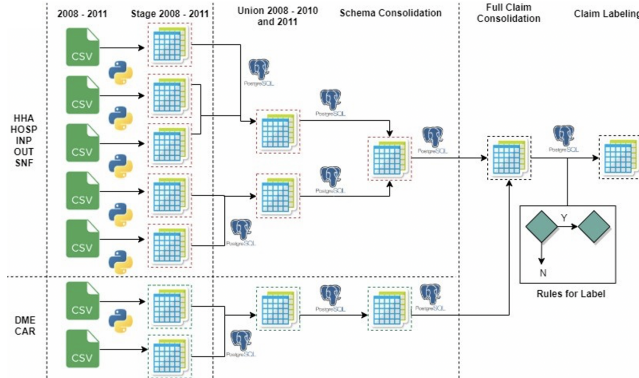 2008 - 2011
Stage 2008 - 2011
Union 2008 - 2010
and 2011
Schema Consolidation
Full Claim
Consolidation
Claim Labeling
HHA
HOSP
INP
OUT
SNF
CSV
CSV
CSV
CSV
CSV
PostgreSQL
PostgreSQL
PostgreSQL
PostgreSQL
PostgreSQL
PostgreSQL
Y
N
Rules for Label
DME
CAR
CSV
CSV
PostgreSQL
PostgreSQL
PostgreSQL